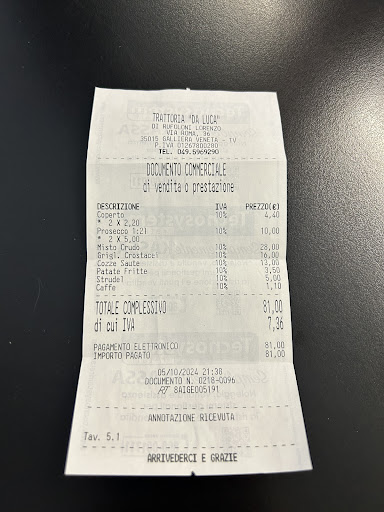 TRATTORIA "DA LUCA"
DI RUFOLONI LORENZO
VIA ROMA, 36
35015 GALLIERA VENETA - TV
P.IVA 01267800280
TEL. 049.5969290
DOCUMENTO COMMERCIALE
di vendita o prestazione
DESCRIZIONE IVA PREZZO(€)
Coperto 10% 4,40
* 2 X 2,20
Prosecco 1:2l 10% 10,00
* 2 X 5,00
Misto Crudo 10% 28,00
Grigl. Crostacei 10% 16,00
Cozze Saute 10% 13,00
Patate Fritte 10% 3,50
Strudel 10% 5,00
Caffe 10% 1,10
TOTALE COMPLESSIVO 81,00
di cui IVA 7,36
PAGAMENTO ELETTRONICO 81,00
IMPORTO PAGATO 81,00
05/10/2024 21:38
DOCUMENTO N. 0218-0096
RT 8AIGE005191
ANNOTAZIONE RICEVUTA
Tav. 5.1
ARRIVEDERCI E GRAZIE